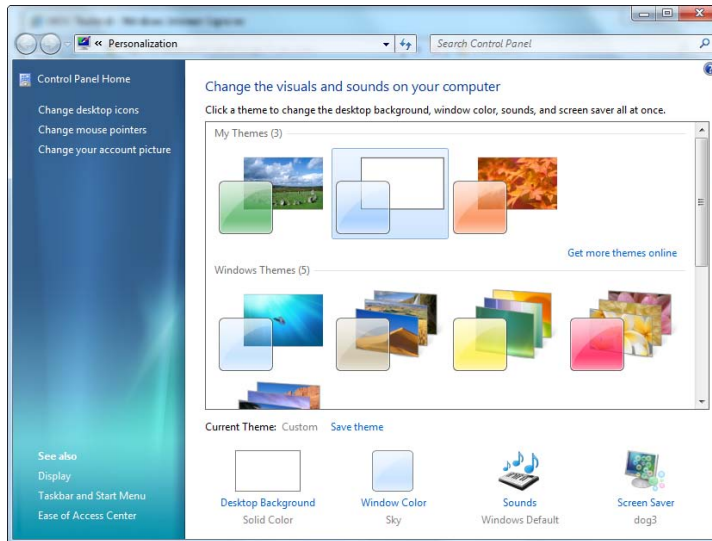 « Personalization
Search Control Panel
Control Panel Home
Change desktop icons
Change mouse pointers
Change your account picture
Change the visuals and sounds on your computer
Click a theme to change the desktop background, window color, sounds, and screen saver all at once.
My Themes (3)
Get more themes online
Windows Themes (5)
Current Theme: Custom Save theme
See also
Display
Taskbar and Start Menu
Ease of Access Center
Desktop Background
Solid Color
Window Color
Sky
Sounds
Windows Default
Screen Saver
dog3